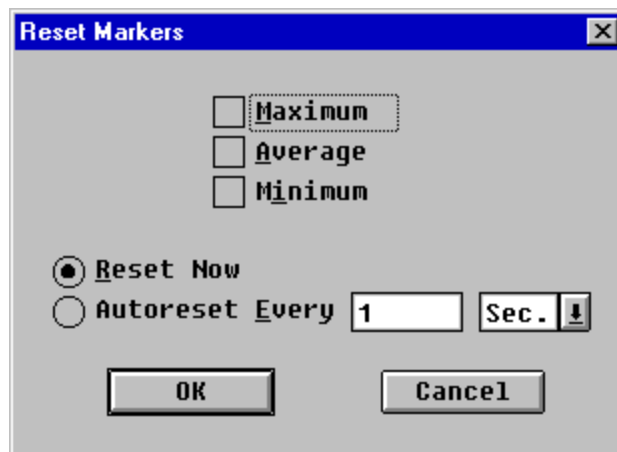 Reset Markers
Maximum
Average
Minimum
Reset Now
Autoreset Every 1 Sec.
OK Cancel